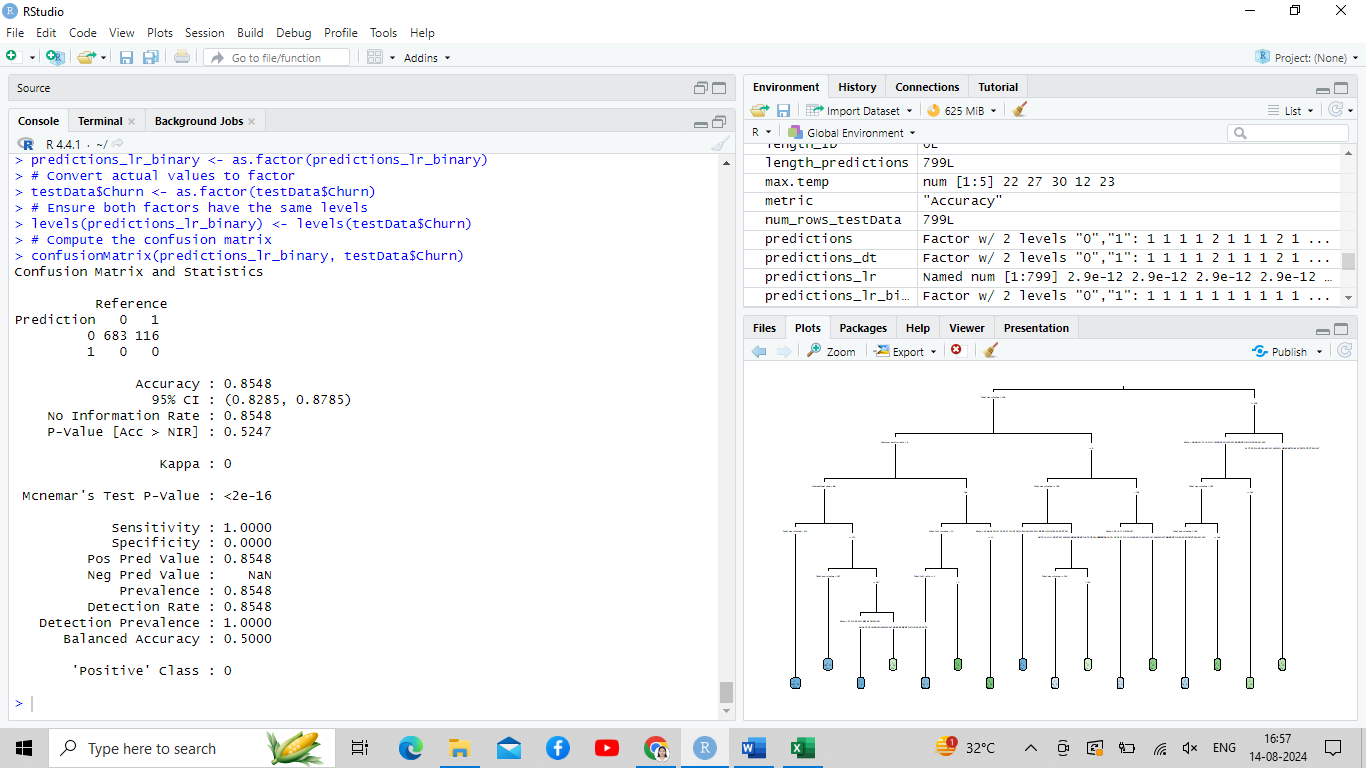 RStudio
File Edit Code View Plots Session Build Debug Profile Tools Help
Go to file/function Addins Project: (None)
Source
Console Terminal Background Jobs
R 4.4.1 · ~/
> predictions_lr_binary <- as.factor(predictions_lr_binary)
> # Convert actual values to factor
> testData$Churn <- as.factor(testData$Churn)
> # Ensure both factors have the same levels
> levels(predictions_lr_binary) <- levels(testData$Churn)
> # Compute the confusion matrix
> confusionMatrix(predictions_lr_binary, testData$Churn)
Confusion Matrix and Statistics
Reference
Prediction 0 1
0 683 116
1 0 0
Accuracy : 0.8548
95% CI : (0.8285, 0.8785)
No Information Rate : 0.8548
P-Value [Acc > NIR] : 0.5247
Kappa : 0
Mcnemar's Test P-Value : <2e-16
Sensitivity : 1.0000
Specificity : 0.0000
Pos Pred Value : 0.8548
Neg Pred Value : NaN
Prevalence : 0.8548
Detection Rate : 0.8548
Detection Prevalence : 1.0000
Balanced Accuracy : 0.5000
'Positive' Class : 0
>
Environment History Connections Tutorial
Import Dataset 625 MiB List
R Global Environment
length_ID 0L
length_predictions 799L
max.temp num [1:5] 22 27 30 12 23
metric "Accuracy"
num_rows_testData 799L
predictions Factor w/ 2 levels "0","1": 1 1 1 1 2 1 1 1 2 1 ...
predictions_dt Factor w/ 2 levels "0","1": 1 1 1 1 2 1 1 1 2 1 ...
predictions_lr Named num [1:799] 2.9e-12 2.9e-12 2.9e-12 2.9e-12 …
predictions_lr_bi… Factor w/ 2 levels "0","1": 1 1 1 1 1 1 1 1 1 1 ...
Files Plots Packages Help Viewer Presentation
Zoom Export Publish
Type here to search
1 32°C ENG 16:57
14-08-2024